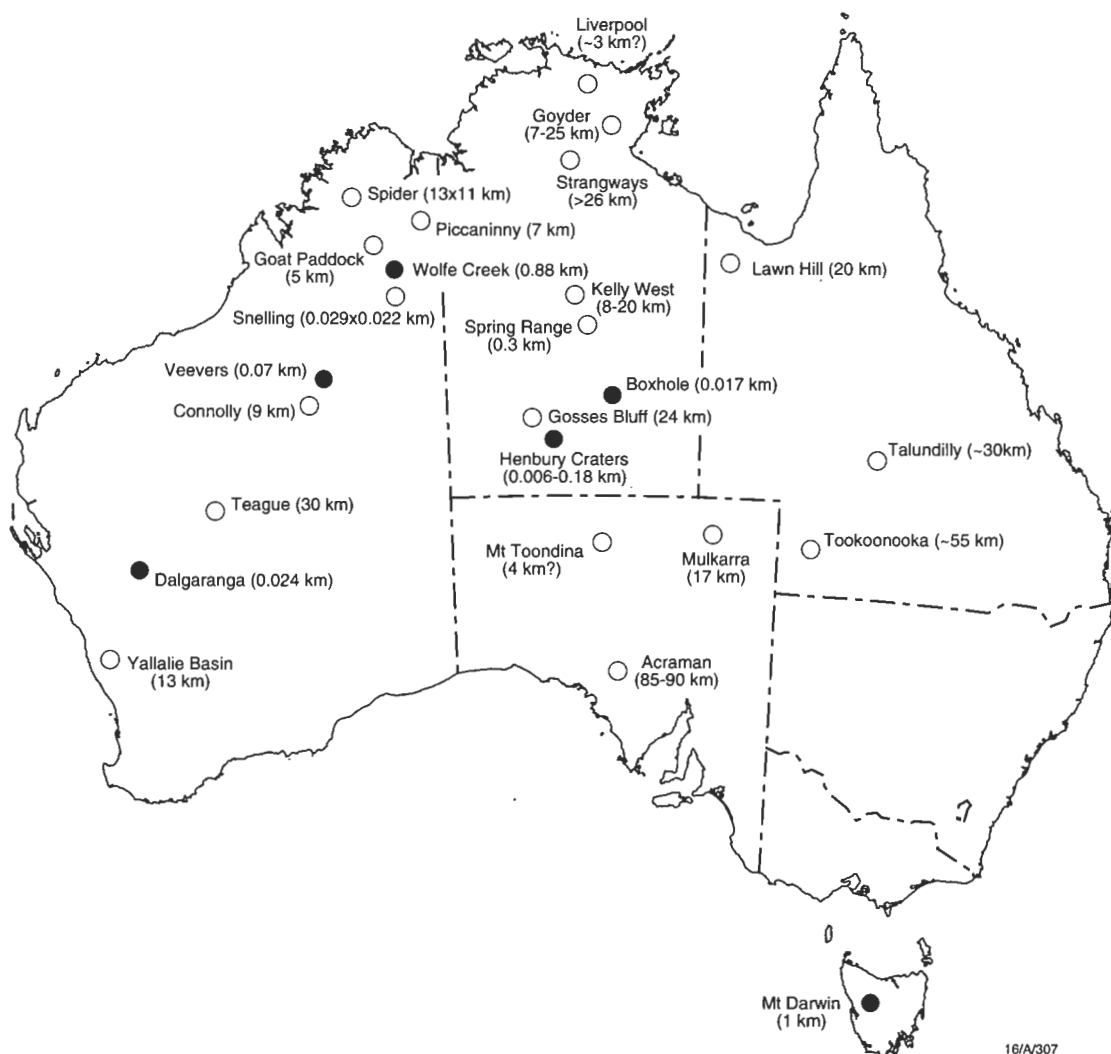 Liverpool
(~3 km?)
Goyder
(7-25 km)
Strangways
(>26 km)
Spider (13x11 km)
Piccaninny (7 km)
Goat Paddock
(5 km)
Wolfe Creek (0.88 km)
Lawn Hill (20 km)
Snelling (0.029x0.022 km)
Kelly West
(8-20 km)
Spring Range
(0.3 km)
Veevers (0.07 km)
Boxhole (0.017 km)
Connolly (9 km)
Gosses Bluff (24 km)
Henbury Craters
(0.006-0.18 km)
Talundilly (~30km)
Teague (30 km)
Mt Toondina
(4 km?)
Mulkarra
(17 km)
Tookoonooka (~55 km)
Dalgaranga (0.024 km)
Yallalie Basin
(13 km)
Acraman
(85-90 km)
Mt Darwin
(1 km)
16/A/307